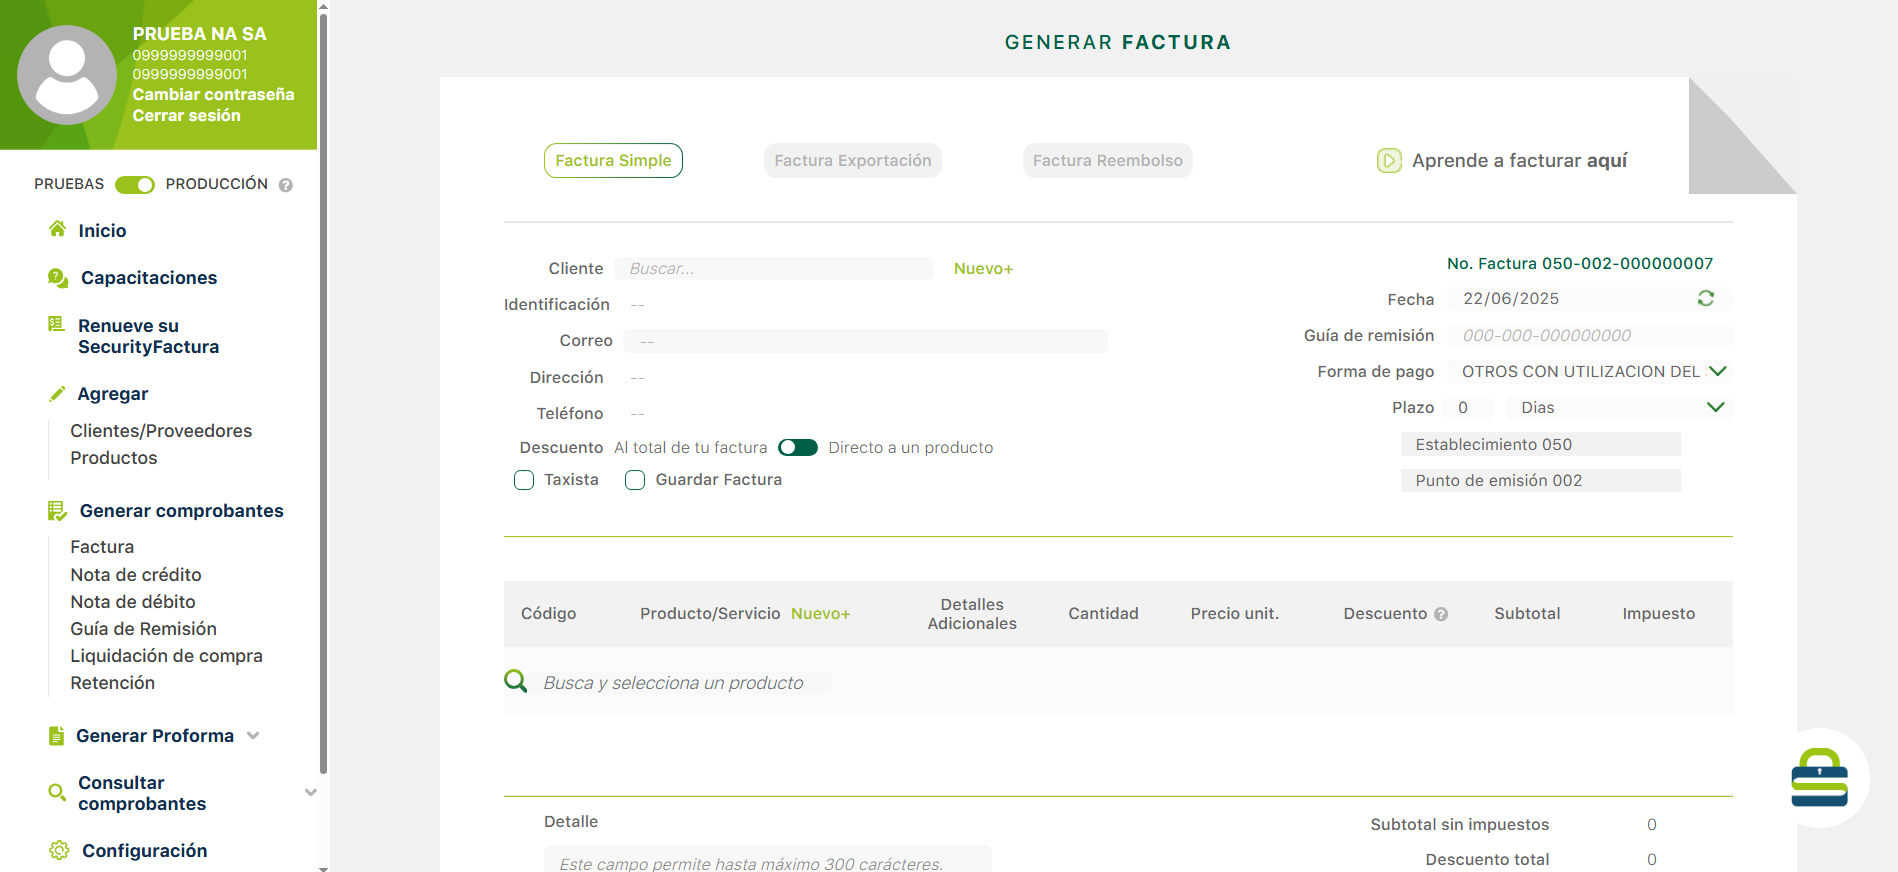 PRUEBA NA SA
0999999999001
0999999999001
Cambiar contraseña
Cerrar sesión
PRUEBAS PRODUCCIÓN ?
Inicio
Capacitaciones
Renueve su
SecurityFactura
Agregar
Clientes/Proveedores
Productos
Generar comprobantes
Factura
Nota de crédito
Nota de débito
Guía de Remisión
Liquidación de compra
Retención
Generar Proforma
Consultar
comprobantes
Configuración
GENERAR FACTURA
Factura Simple Factura Exportación Factura Reembolso Aprende a facturar aquí
Cliente Buscar... Nuevo+
Identificación --
Correo --
Dirección --
Teléfono --
Descuento Al total de tu factura Directo a un producto
Taxista Guardar Factura
No. Factura 050-002-000000007
Fecha 22/06/2025
Guía de remisión 000-000-000000000
Forma de pago OTROS CON UTILIZACION DEL
Plazo 0 Dias
Establecimiento 050
Punto de emisión 002
Código Producto/Servicio Nuevo+ Detalles Adicionales Cantidad Precio unit. Descuento ? Subtotal Impuesto
Busca y selecciona un producto
Detalle
Este campo permite hasta máximo 300 carácteres.
Subtotal sin impuestos 0
Descuento total 0